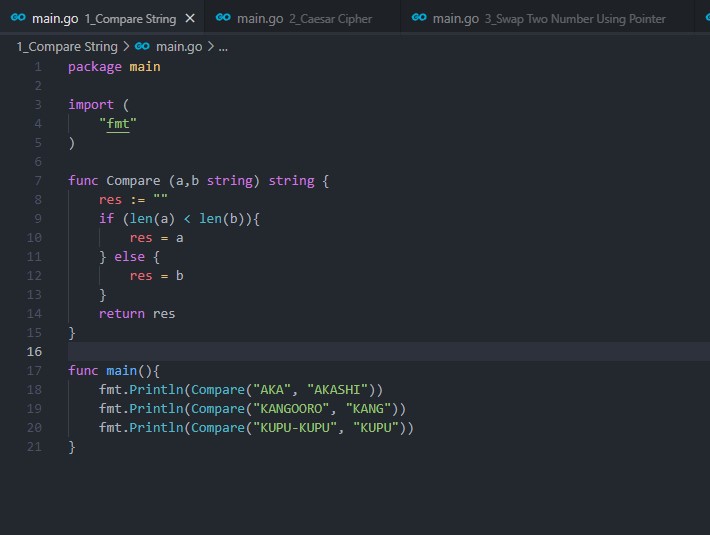 main.go 1_Compare String × main.go 2_Caesar Cipher main.go 3_Swap Two Number Using Pointer
1_Compare String > main.go > ...
1 package main
2
3 import (
4 "fmt"
5 )
6
7 func Compare (a,b string) string {
8 res := ""
9 if (len(a) < len(b)){
10 res = a
11 } else {
12 res = b
13 }
14 return res
15 }
16
17 func main(){
18 fmt.Println(Compare("AKA", "AKASHI"))
19 fmt.Println(Compare("KANGOORO", "KANG"))
20 fmt.Println(Compare("KUPU-KUPU", "KUPU"))
21 }